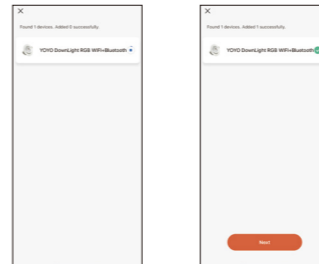 Found 1 devices. Added 0 successfully.
YOYO DownLight RGB WiFi+Bluetooth
Found 1 devices. Added 1 successfully.
YOYO DownLight RGB WiFi+Bluetooth
Next